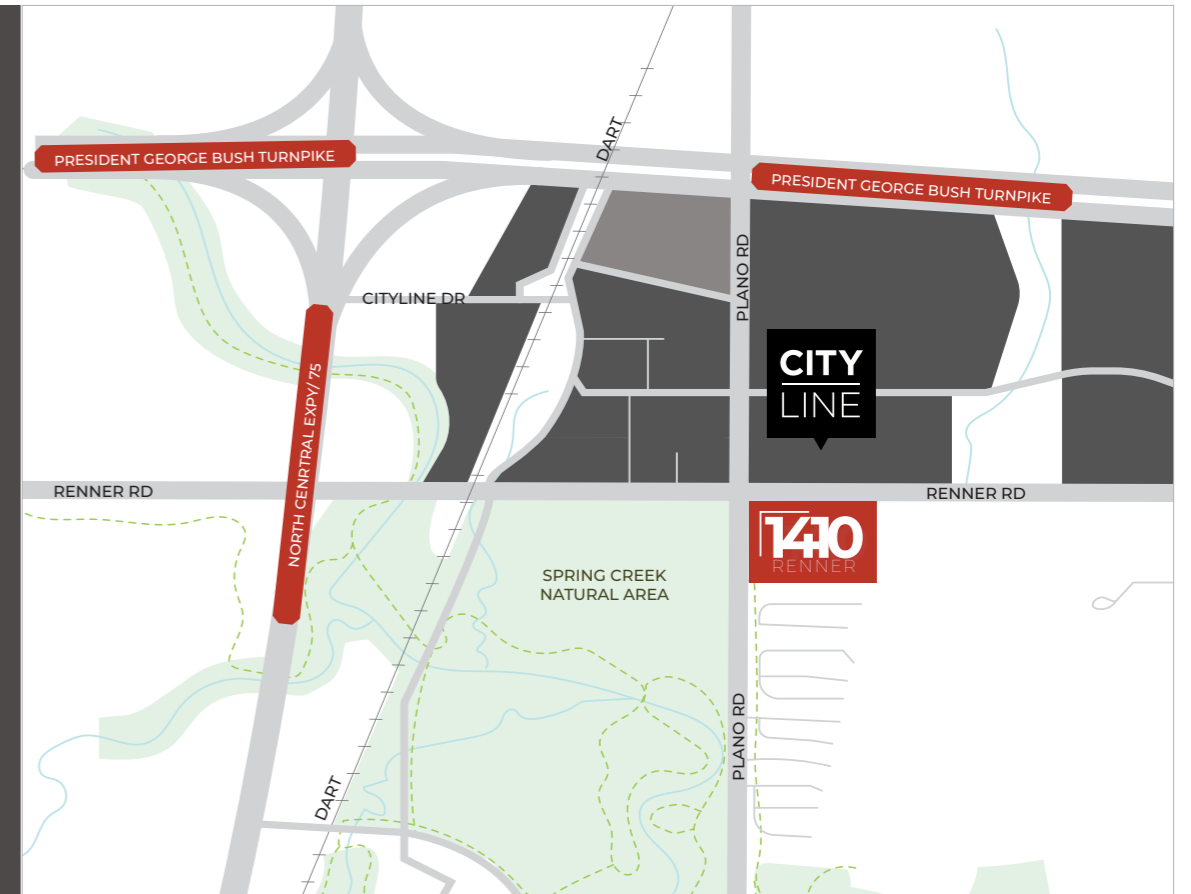 DART
PRESIDENT GEORGE BUSH TURNPIKE
PRESIDENT GEORGE BUSH TURNPIKE
PLANO RD
CITYLINE DR
CITY
LINE
NORTH CENRTRAL EXPY/ 75
RENNER RD
RENNER RD
1410
RENNER
SPRING CREEK
NATURAL AREA
PLANO RD
DART